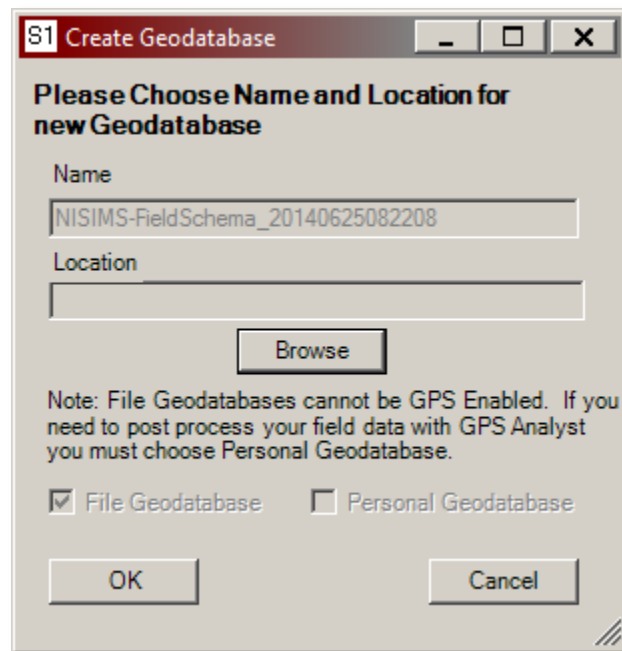 S1 Create Geodatabase
Please Choose Name and Location for
new Geodatabase
Name
NISIMS-FieldSchema_20140625082208
Location
Browse
Note: File Geodatabases cannot be GPS Enabled. If you
need to post process your field data with GPS Analyst
you must choose Personal Geodatabase.
File Geodatabase Personal Geodatabase
OK Cancel